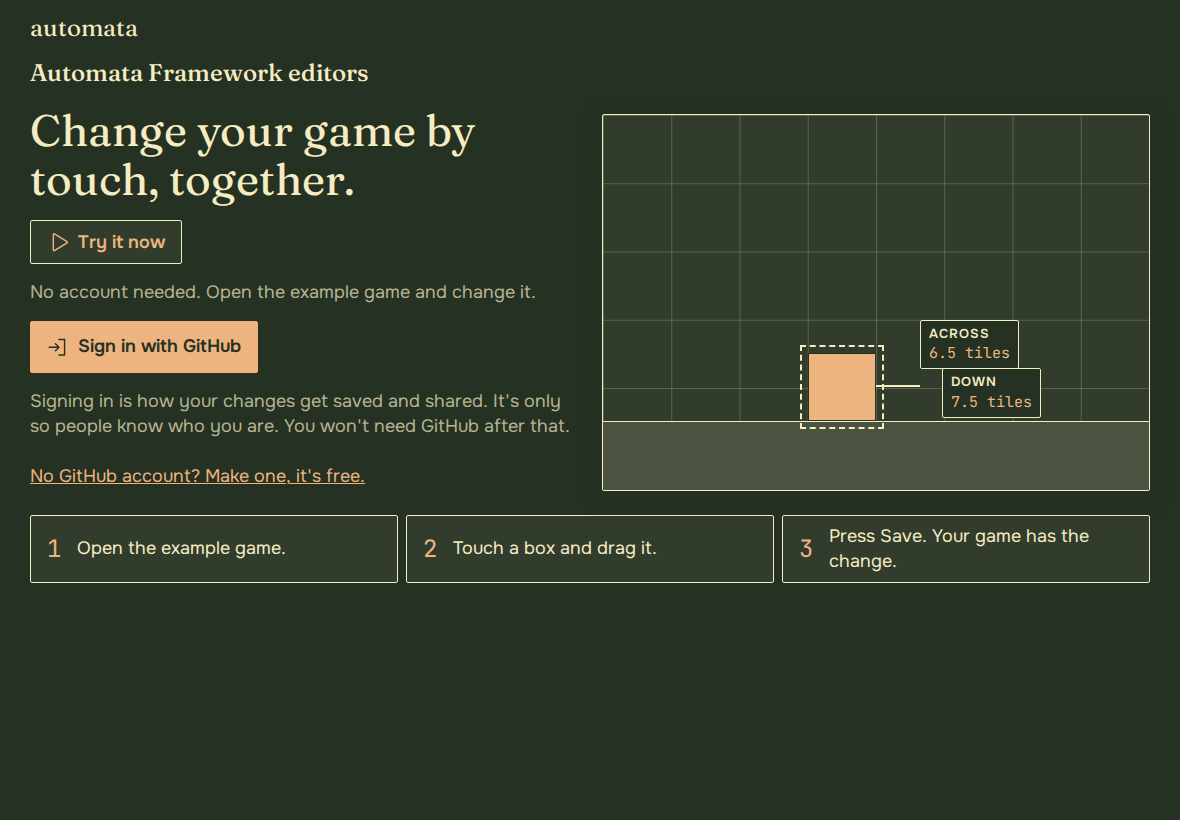 automata
Automata Framework editors
Change your game by
touch, together.
Try it now
No account needed. Open the example game and change it.
Sign in with GitHub
Signing in is how your changes get saved and shared. It's only
so people know who you are. You won't need GitHub after that.
No GitHub account? Make one, it's free.
ACROSS
6.5 tiles
DOWN
7.5 tiles
1 Open the example game.
2 Touch a box and drag it.
3 Press Save. Your game has the
change.